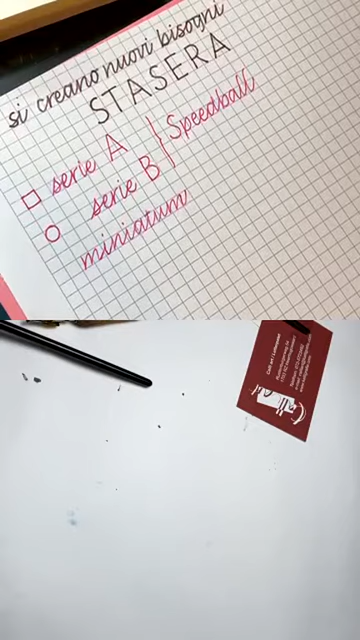 si creano nuovi bisogni
STASERA
serie A
Speedball
serie B
miniatum